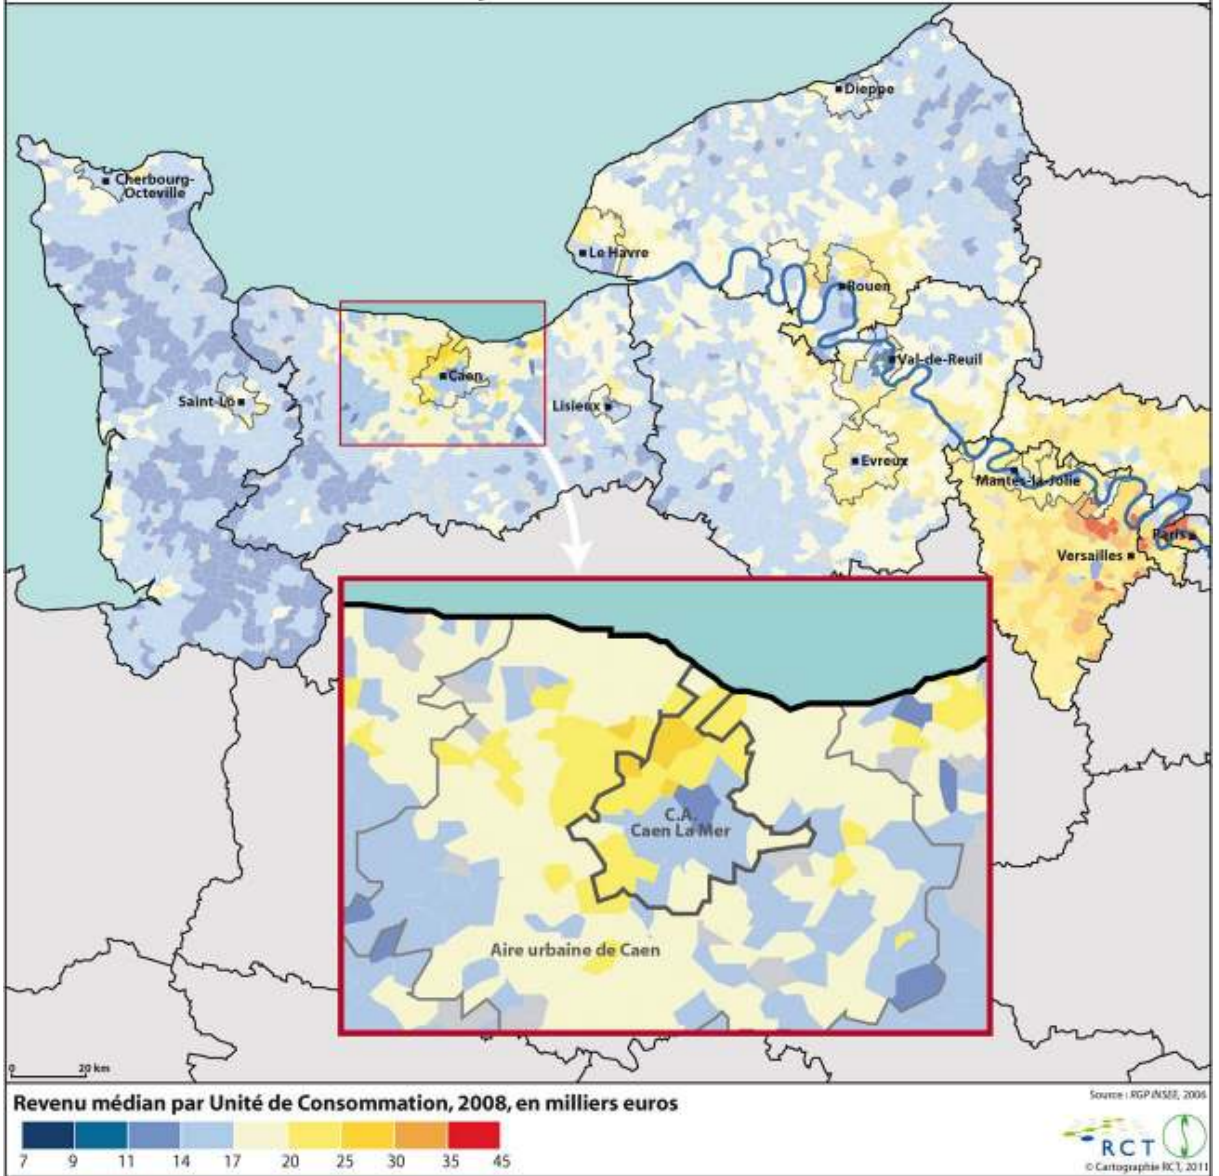 Dieppe
Cherbourg-
Octeville
Le Havre
Rouen
Val-de-Reuil
Caen
Saint-Lô
Lisieux
Evreux
Mantes-la-Jolie
Paris
Versailles
C.A.
Caen La Mer
Aire urbaine de Caen
0 20 km
Revenu médian par Unité de Consommation, 2008, en milliers euros
Source : RGP INSEE, 2006
7 9 11 14 17 20 25 30 35 45
RCT
© Cartographie RCT, 2011